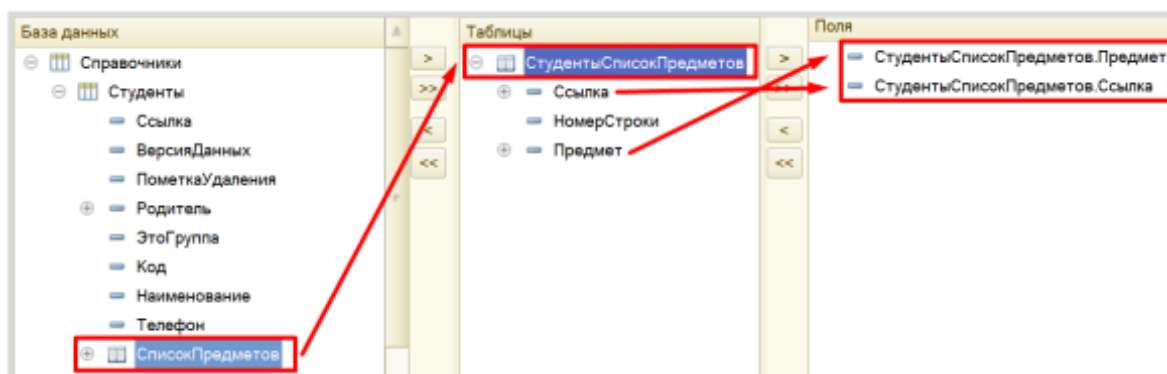 База данных
Справочники
Студенты
Ссылка
ВерсияДанных
ПометкаУдаления
Родитель
ЭтоГруппа
Код
Наименование
Телефон
СписокПредметов
>
>>
<
<<
Таблицы
СтудентыСписокПредметов
Ссылка
НомерСтроки
Предмет
>
>>
<
<<
Поля
СтудентыСписокПредметов.Предмет
СтудентыСписокПредметов.Ссылка